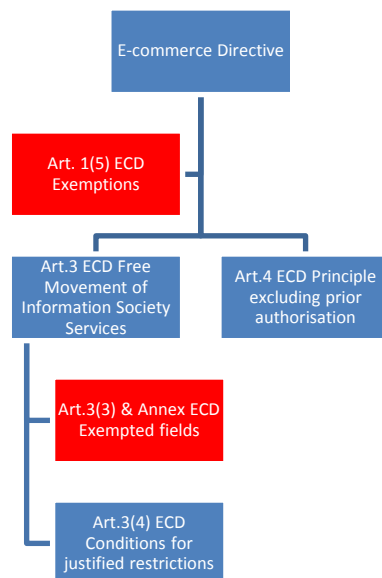 E-commerce Directive
Art. 1(5) ECD
Exemptions
Art.3 ECD Free
Movement of
Information Society
Services
Art.4 ECD Principle
excluding prior
authorisation
Art.3(3) & Annex ECD
Exempted fields
Art.3(4) ECD
Conditions for
justified restrictions